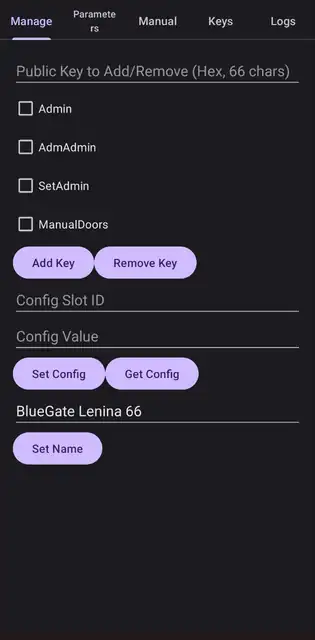 Manage
Paramete
rs
Manual
Keys
Logs
Public Key to Add/Remove (Hex, 66 chars)
Admin
AdmAdmin
SetAdmin
ManualDoors
Add Key
Remove Key
Config Slot ID
Config Value
Set Config
Get Config
BlueGate Lenina 66
Set Name